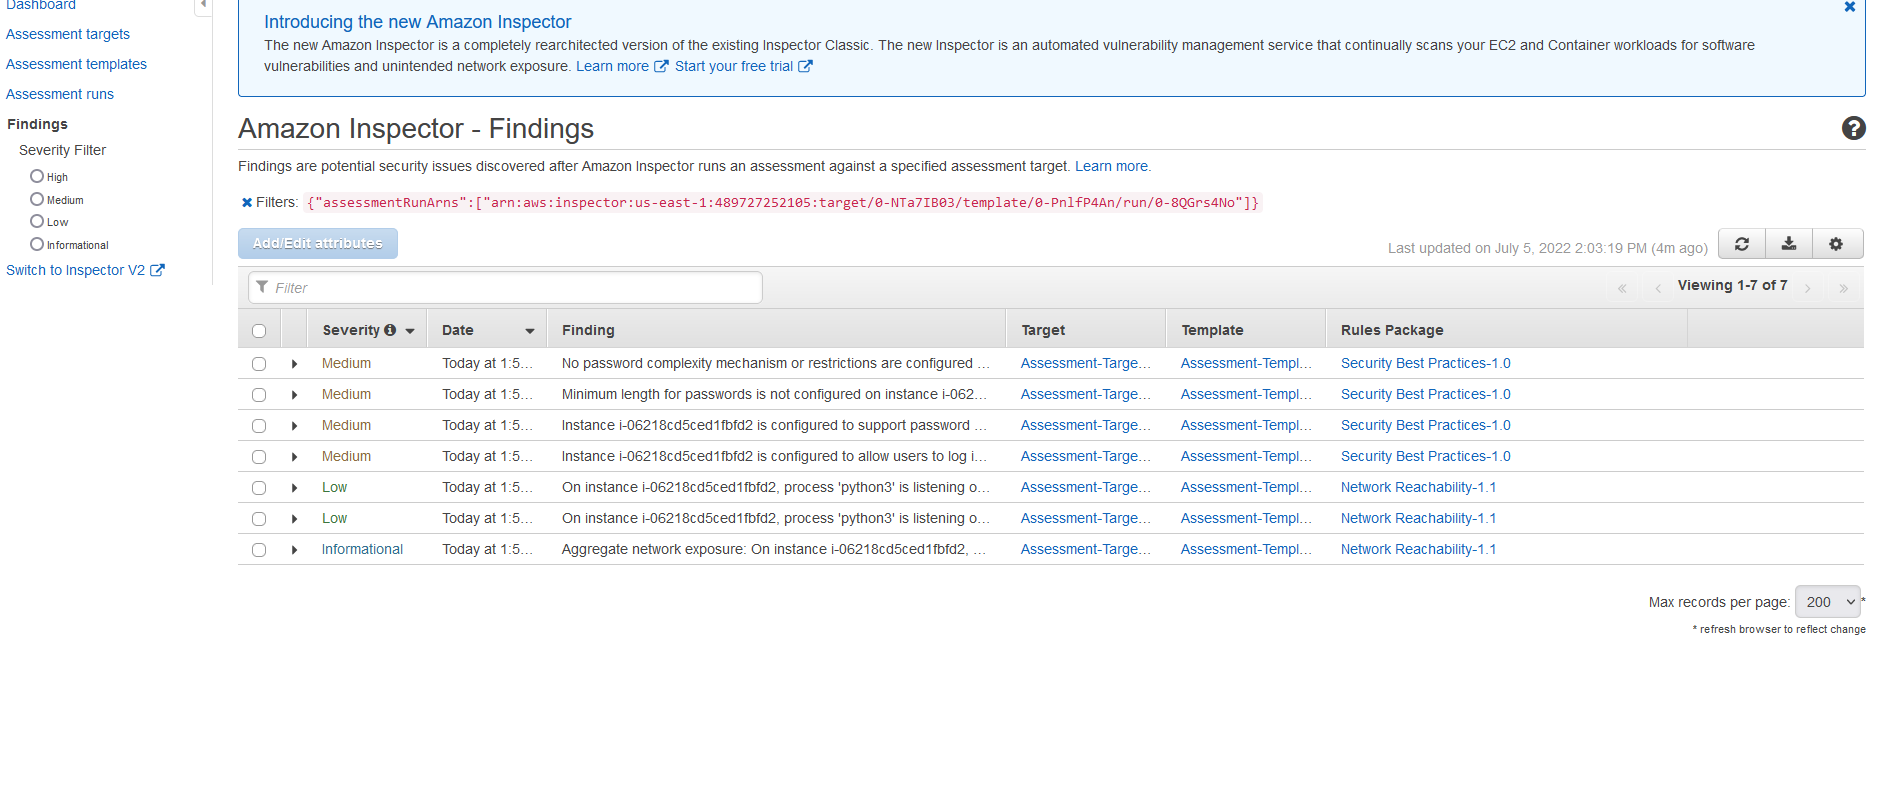 Dashboard
Assessment targets
Assessment templates
Assessment runs
Findings
Severity Filter
High
Medium
Low
Informational
Switch to Inspector V2
Introducing the new Amazon Inspector
The new Amazon Inspector is a completely rearchitected version of the existing Inspector Classic. The new Inspector is an automated vulnerability management service that continually scans your EC2 and Container workloads for software
vulnerabilities and unintended network exposure. Learn more Start your free trial
Amazon Inspector - Findings
Findings are potential security issues discovered after Amazon Inspector runs an assessment against a specified assessment target. Learn more.
Filters: {"assessmentRunArns":["arn:aws:inspector:us-east-1:489727252105:target/0-NTa7IB03/template/0-PnlfP4An/run/0-8QGrs4No"]}
Add/Edit attributes
Last updated on July 5, 2022 2:03:19 PM (4m ago)
Filter
« ‹ Viewing 1-7 of 7 › »
Severity Date Finding Target Template Rules Package
Medium Today at 1:5... No password complexity mechanism or restrictions are configured ... Assessment-Targe... Assessment-Templ... Security Best Practices-1.0
Medium Today at 1:5... Minimum length for passwords is not configured on instance i-062... Assessment-Targe... Assessment-Templ... Security Best Practices-1.0
Medium Today at 1:5... Instance i-06218cd5ced1fbfd2 is configured to support password ... Assessment-Targe... Assessment-Templ... Security Best Practices-1.0
Medium Today at 1:5... Instance i-06218cd5ced1fbfd2 is configured to allow users to log i... Assessment-Targe... Assessment-Templ... Security Best Practices-1.0
Low Today at 1:5... On instance i-06218cd5ced1fbfd2, process 'python3' is listening o... Assessment-Targe... Assessment-Templ... Network Reachability-1.1
Low Today at 1:5... On instance i-06218cd5ced1fbfd2, process 'python3' is listening o... Assessment-Targe... Assessment-Templ... Network Reachability-1.1
Informational Today at 1:5... Aggregate network exposure: On instance i-06218cd5ced1fbfd2, ... Assessment-Targe... Assessment-Templ... Network Reachability-1.1
Max records per page: 200 *
* refresh browser to reflect change